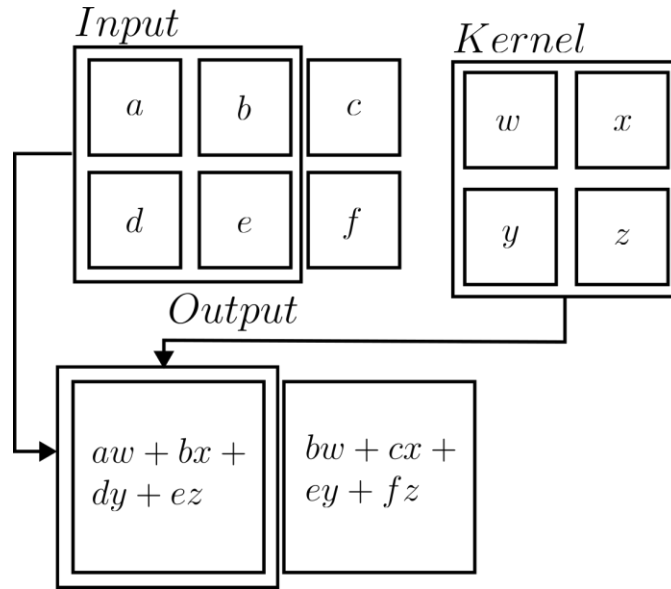 Input
Kernel
a b c
w x
d e f
y z
Output
aw + bx +
dy + ez
bw + cx +
ey + fz